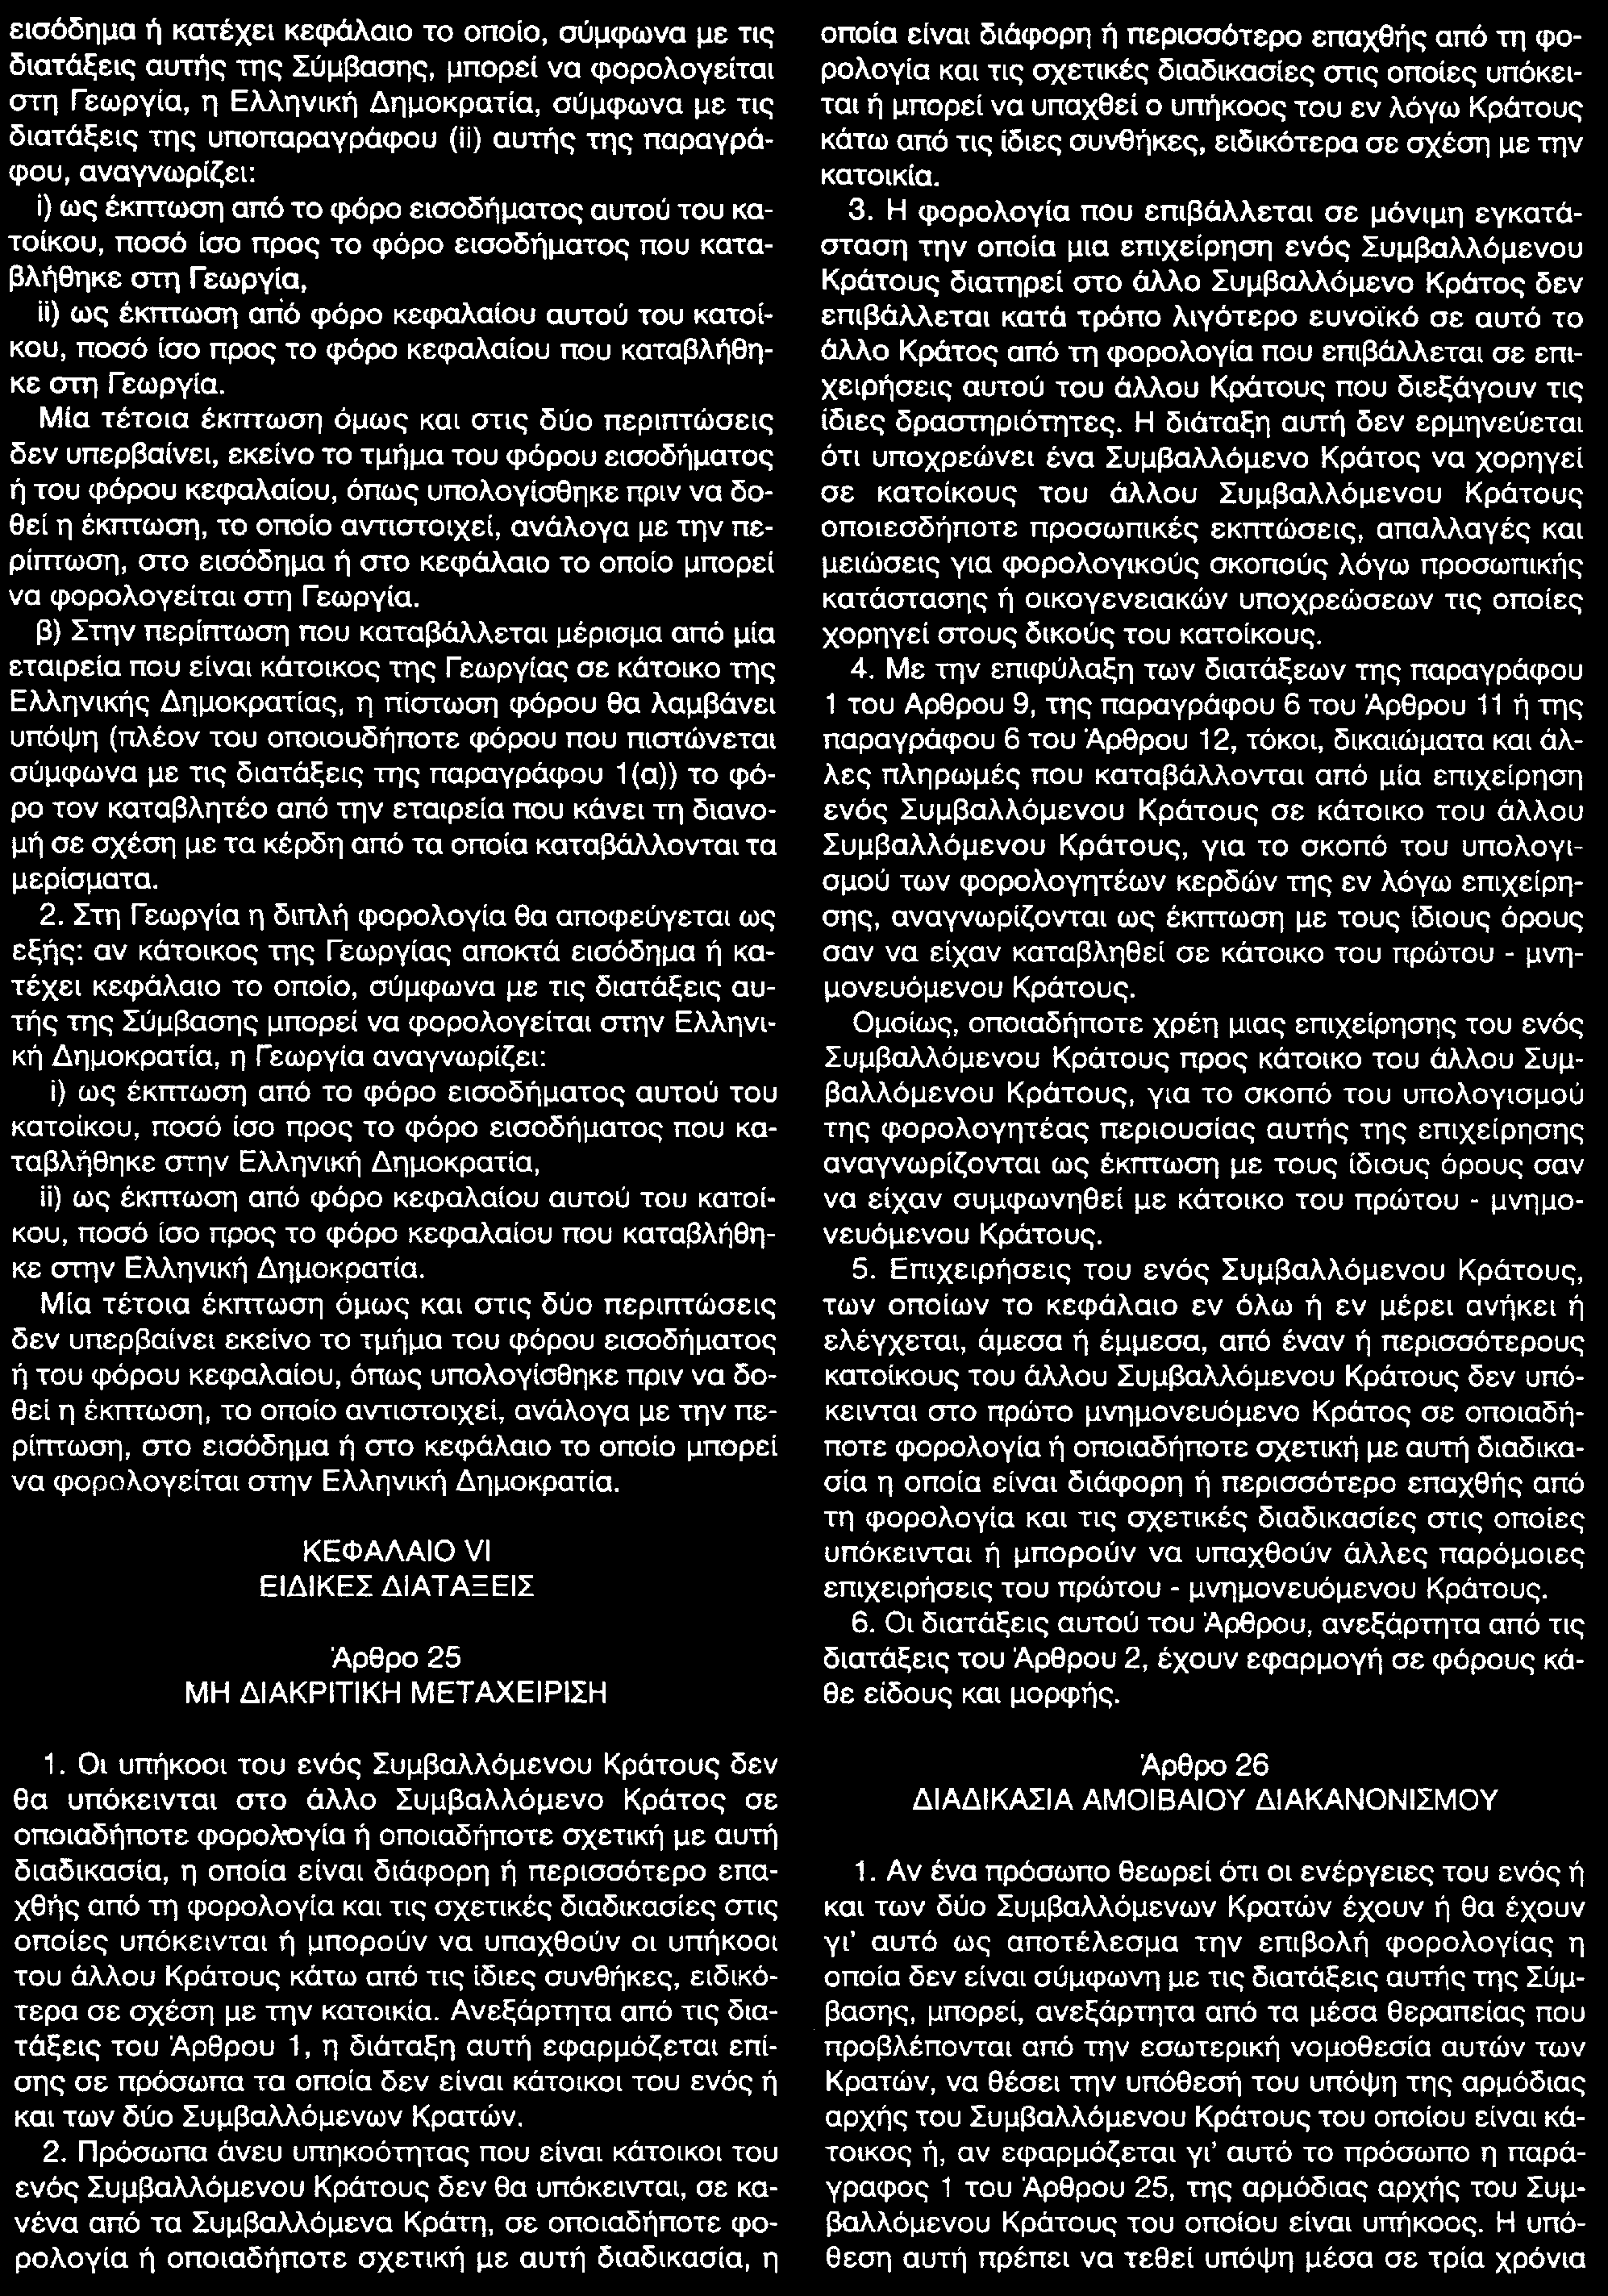 εισόδημα ή κατέχει κεφάλαιο το οποίο, σύμφωνα με τις
διατάξεις αυτής της Σύμβασης, μπορεί να φορολογείται
στη Γεωργία, η Ελληνική Δημοκρατία, σύμφωνα με τις
διατάξεις της υποπαραγράφου (ii) αυτής της παραγρά-
φου, αναγνωρίζει:
i) ως έκπτωση από το φόρο εισοδήματος αυτού του κα-
τοίκου, ποσό ίσο προς το φόρο εισοδήματος που κατα-
βλήθηκε στη Γεωργία,
ii) ως έκπτωση από φόρο κεφαλαίου αυτού του κατοί-
κου, ποσό ίσο προς το φόρο κεφαλαίου που καταβλήθη-
κε στη Γεωργία.
Μία τέτοια έκπτωση όμως και στις δύο περιπτώσεις
δεν υπερβαίνει, εκείνο το τμήμα του φόρου εισοδήματος
ή του φόρου κεφαλαίου, όπως υπολογίσθηκε πριν να δο-
θεί η έκπτωση, το οποίο αντιστοιχεί, ανάλογα με την πε-
ρίπτωση, στο εισόδημα ή στο κεφάλαιο το οποίο μπορεί
να φορολογείται στη Γεωργία.
β) Στην περίπτωση που καταβάλλεται μέρισμα από μία
εταιρεία που είναι κάτοικος της Γεωργίας σε κάτοικο της
Ελληνικής Δημοκρατίας, η πίστωση φόρου θα λαμβάνει
υπόψη (πλέον του οποιουδήποτε φόρου που πιστώνεται
σύμφωνα με τις διατάξεις της παραγράφου 1(α)) το φό-
ρο τον καταβλητέο από την εταιρεία που κάνει τη διανο-
μή σε σχέση με τα κέρδη από τα οποία καταβάλλονται τα
μερίσματα.
2. Στη Γεωργία η διπλή φορολογία θα αποφεύγεται ως
εξής: αν κάτοικος της Γεωργίας αποκτά εισόδημα ή κα-
τέχει κεφάλαιο το οποίο, σύμφωνα με τις διατάξεις αυ-
τής της Σύμβασης μπορεί να φορολογείται στην Ελληνι-
κή Δημοκρατία, η Γεωργία αναγνωρίζει:
i) ως έκπτωση από το φόρο εισοδήματος αυτού του
κατοίκου, ποσό ίσο προς το φόρο εισοδήματος που κα-
ταβλήθηκε στην Ελληνική Δημοκρατία,
ii) ως έκπτωση από φόρο κεφαλαίου αυτού του κατοί-
κου, ποσό ίσο προς το φόρο κεφαλαίου που καταβλήθη-
κε στην Ελληνική Δημοκρατία.
Μία τέτοια έκπτωση όμως και στις δύο περιπτώσεις
δεν υπερβαίνει εκείνο το τμήμα του φόρου εισοδήματος
ή του φόρου κεφαλαίου, όπως υπολογίσθηκε πριν να δο-
θεί η έκπτωση, το οποίο αντιστοιχεί, ανάλογα με την πε-
ρίπτωση, στο εισόδημα ή στο κεφάλαιο το οποίο μπορεί
να φορολογείται στην Ελληνική Δημοκρατία.
ΚΕΦΑΛΑΙΟ VI
ΕΙΔΙΚΕΣ ΔΙΑΤΑΞΕΙΣ
Άρθρο 25
ΜΗ ΔΙΑΚΡΙΤΙΚΗ ΜΕΤΑΧΕΙΡΙΣΗ
1. Οι υπήκοοι του ενός Συμβαλλόμενου Κράτους δεν
θα υπόκεινται στο άλλο Συμβαλλόμενο Κράτος σε
οποιαδήποτε φορολογία ή οποιαδήποτε σχετική με αυτή
διαδικασία, η οποία είναι διάφορη ή περισσότερο επα-
χθής από τη φορολογία και τις σχετικές διαδικασίες στις
οποίες υπόκεινται ή μπορούν να υπαχθούν οι υπήκοοι
του άλλου Κράτους κάτω από τις ίδιες συνθήκες, ειδικό-
τερα σε σχέση με την κατοικία. Ανεξάρτητα από τις δια-
τάξεις του Άρθρου 1, η διάταξη αυτή εφαρμόζεται επί-
σης σε πρόσωπα τα οποία δεν είναι κάτοικοι του ενός ή
και των δύο Συμβαλλόμενων Κρατών.
2. Πρόσωπα άνευ υπηκοότητας που είναι κάτοικοι του
ενός Συμβαλλόμενου Κράτους δεν θα υπόκεινται, σε κα-
νένα από τα Συμβαλλόμενα Κράτη, σε οποιαδήποτε φο-
ρολογία ή οποιαδήποτε σχετική με αυτή διαδικασία, η
οποία είναι διάφορη ή περισσότερο επαχθής από τη φο-
ρολογία και τις σχετικές διαδικασίες στις οποίες υπόκει-
ται ή μπορεί να υπαχθεί ο υπήκοος του εν λόγω Κράτους
κάτω από τις ίδιες συνθήκες, ειδικότερα σε σχέση με την
κατοικία.
3. Η φορολογία που επιβάλλεται σε μόνιμη εγκατά-
σταση την οποία μια επιχείρηση ενός Συμβαλλόμενου
Κράτους διατηρεί στο άλλο Συμβαλλόμενο Κράτος δεν
επιβάλλεται κατά τρόπο λιγότερο ευνοϊκό σε αυτό το
άλλο Κράτος από τη φορολογία που επιβάλλεται σε επι-
χειρήσεις αυτού του άλλου Κράτους που διεξάγουν τις
ίδιες δραστηριότητες. Η διάταξη αυτή δεν ερμηνεύεται
ότι υποχρεώνει ένα Συμβαλλόμενο Κράτος να χορηγεί
σε κατοίκους του άλλου Συμβαλλόμενου Κράτους
οποιεσδήποτε προσωπικές εκπτώσεις, απαλλαγές και
μειώσεις για φορολογικούς σκοπούς λόγω προσωπικής
κατάστασης ή οικογενειακών υποχρεώσεων τις οποίες
χορηγεί στους δικούς του κατοίκους.
4. Με την επιφύλαξη των διατάξεων της παραγράφου
1 του Αρθρου 9, της παραγράφου 6 του Άρθρου 11 ή της
παραγράφου 6 του Άρθρου 12, τόκοι, δικαιώματα και άλ-
λες πληρωμές που καταβάλλονται από μία επιχείρηση
ενός Συμβαλλόμενου Κράτους σε κάτοικο του άλλου
Συμβαλλόμενου Κράτους, για το σκοπό του υπολογι-
σμού των φορολογητέων κερδών της εν λόγω επιχείρη-
σης, αναγνωρίζονται ως έκπτωση με τους ίδιους όρους
σαν να είχαν καταβληθεί σε κάτοικο του πρώτου - μνη-
μονευόμενου Κράτους.
Ομοίως, οποιαδήποτε χρέη μιας επιχείρησης του ενός
Συμβαλλόμενου Κράτους προς κάτοικο του άλλου Συμ-
βαλλόμενου Κράτους, για το σκοπό του υπολογισμού
της φορολογητέας περιουσίας αυτής της επιχείρησης
αναγνωρίζονται ως έκπτωση με τους ίδιους όρους σαν
να είχαν συμφωνηθεί με κάτοικο του πρώτου - μνημο-
νευόμενου Κράτους.
5. Επιχειρήσεις του ενός Συμβαλλόμενου Κράτους,
των οποίων το κεφάλαιο εν όλω ή εν μέρει ανήκει ή
ελέγχεται, άμεσα ή έμμεσα, από έναν ή περισσότερους
κατοίκους του άλλου Συμβαλλόμενου Κράτους δεν υπό-
κεινται στο πρώτο μνημονευόμενο Κράτος σε οποιαδή-
ποτε φορολογία ή οποιαδήποτε σχετική με αυτή διαδικα-
σία η οποία είναι διάφορη ή περισσότερο επαχθής από
τη φορολογία και τις σχετικές διαδικασίες στις οποίες
υπόκεινται ή μπορούν να υπαχθούν άλλες παρόμοιες
επιχειρήσεις του πρώτου - μνημονευόμενου Κράτους.
6. Οι διατάξεις αυτού του Άρθρου, ανεξάρτητα από τις
διατάξεις του Άρθρου 2, έχουν εφαρμογή σε φόρους κά-
θε είδους και μορφής.
Άρθρο 26
ΔΙΑΔΙΚΑΣΙΑ ΑΜΟΙΒΑΙΟΥ ΔΙΑΚΑΝΟΝΙΣΜΟΥ
1. Αν ένα πρόσωπο θεωρεί ότι οι ενέργειες του ενός ή
και των δύο Συμβαλλόμενων Κρατών έχουν ή θα έχουν
γι' αυτό ως αποτέλεσμα την επιβολή φορολογίας η
οποία δεν είναι σύμφωνη με τις διατάξεις αυτής της Σύμ-
βασης, μπορεί, ανεξάρτητα από τα μέσα θεραπείας που
προβλέπονται από την εσωτερική νομοθεσία αυτών των
Κρατών, να θέσει την υπόθεσή του υπόψη της αρμόδιας
αρχής του Συμβαλλόμενου Κράτους του οποίου είναι κά-
τοικος ή, αν εφαρμόζεται γι' αυτό το πρόσωπο η παρά-
γραφος 1 του Άρθρου 25, της αρμόδιας αρχής του Συμ-
βαλλόμενου Κράτους του οποίου είναι υπήκοος. Η υπό-
θεση αυτή πρέπει να τεθεί υπόψη μέσα σε τρία χρόνια